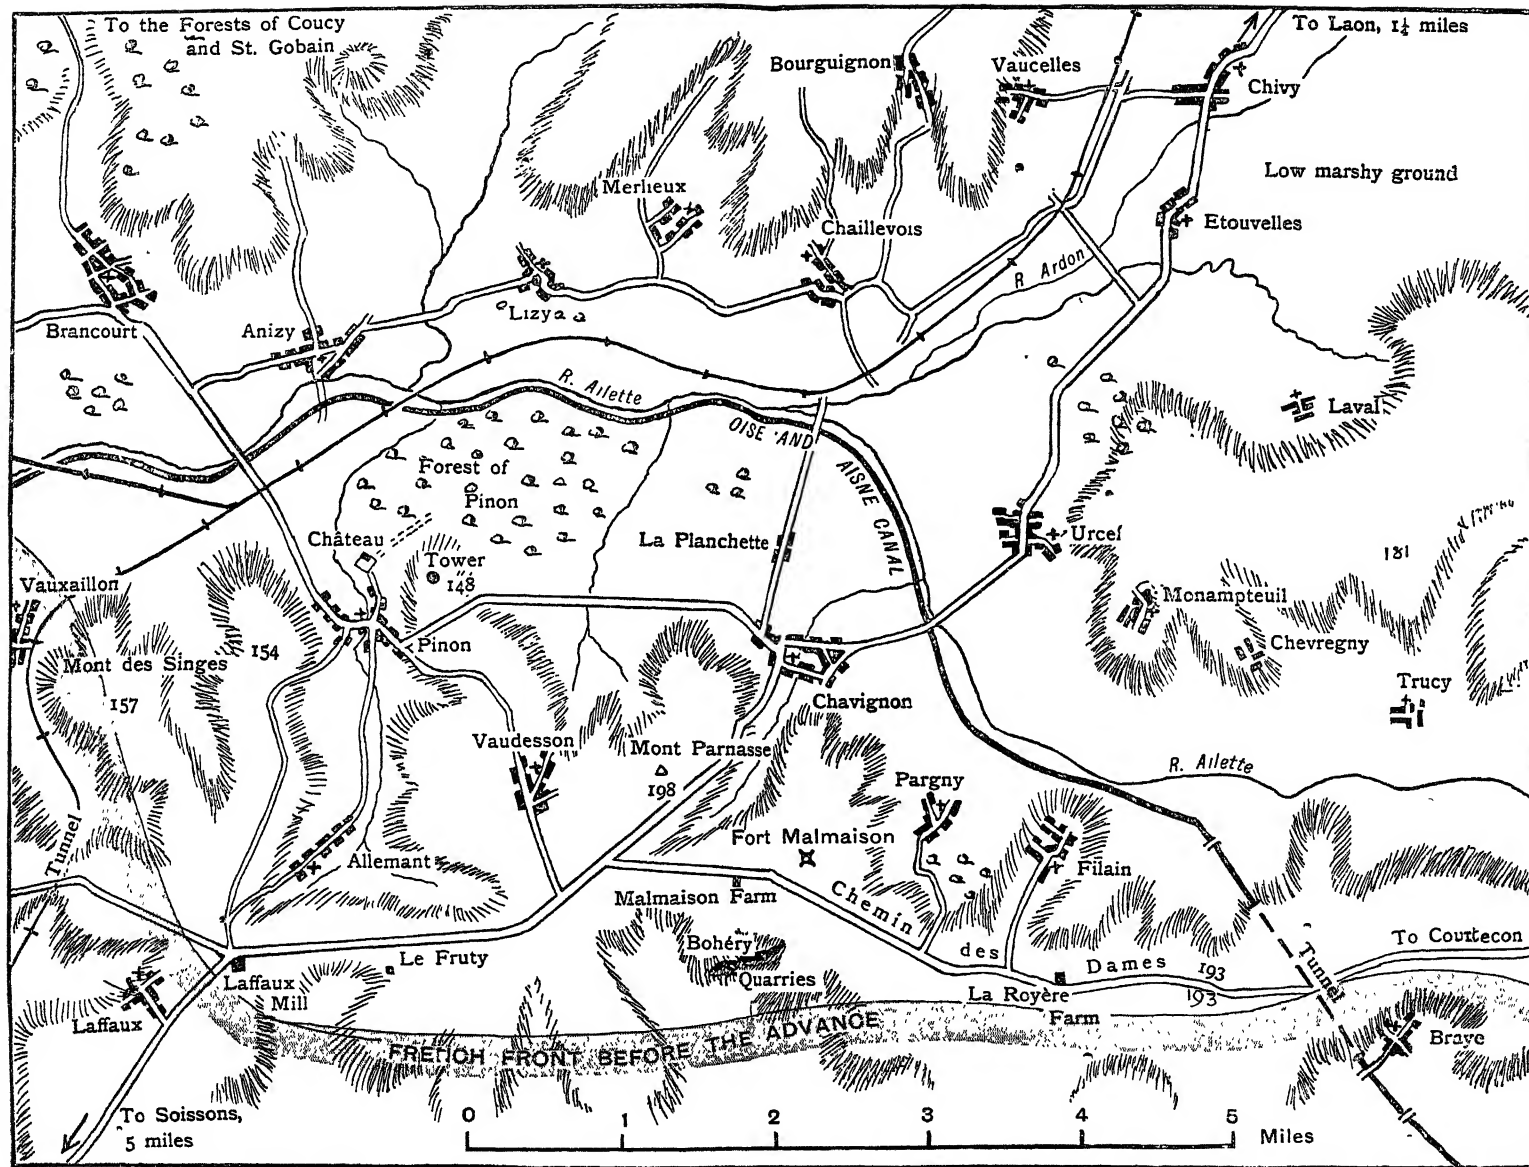 To the Forests of Coucy
and St. Gobain
To Laon, 1¼ miles
Bourguignon
Vaucelles
Chivy
Low marshy ground
Merlieux
Chaillevois
Etouvelles
R. Ardon
Brancourt
Anizy
Lizy
R. Ailette
OISE AND
AISNE CANAL
Laval
Forest of
Pinon
Château
Tower
148
La Planchette
Urcel
181
Vauxaillon
Mont des Singes
154
157
Pinon
Monampteuil
Chevregny
Trucy
Chavignon
Vaudesson
Mont Parnasse
198
R. Ailette
Pargny
Fort Malmaison
Filain
Tunnel
Allemant
Malmaison Farm
Chemin
des
Dames
193
193
To Courtecon
Tunnel
Bohéry
Quarries
Le Fruty
Laffaux
Mill
Laffaux
La Royère
Farm
Braye
FRENCH FRONT BEFORE THE ADVANCE
To Soissons,
5 miles
0 1 2 3 4 5
Miles